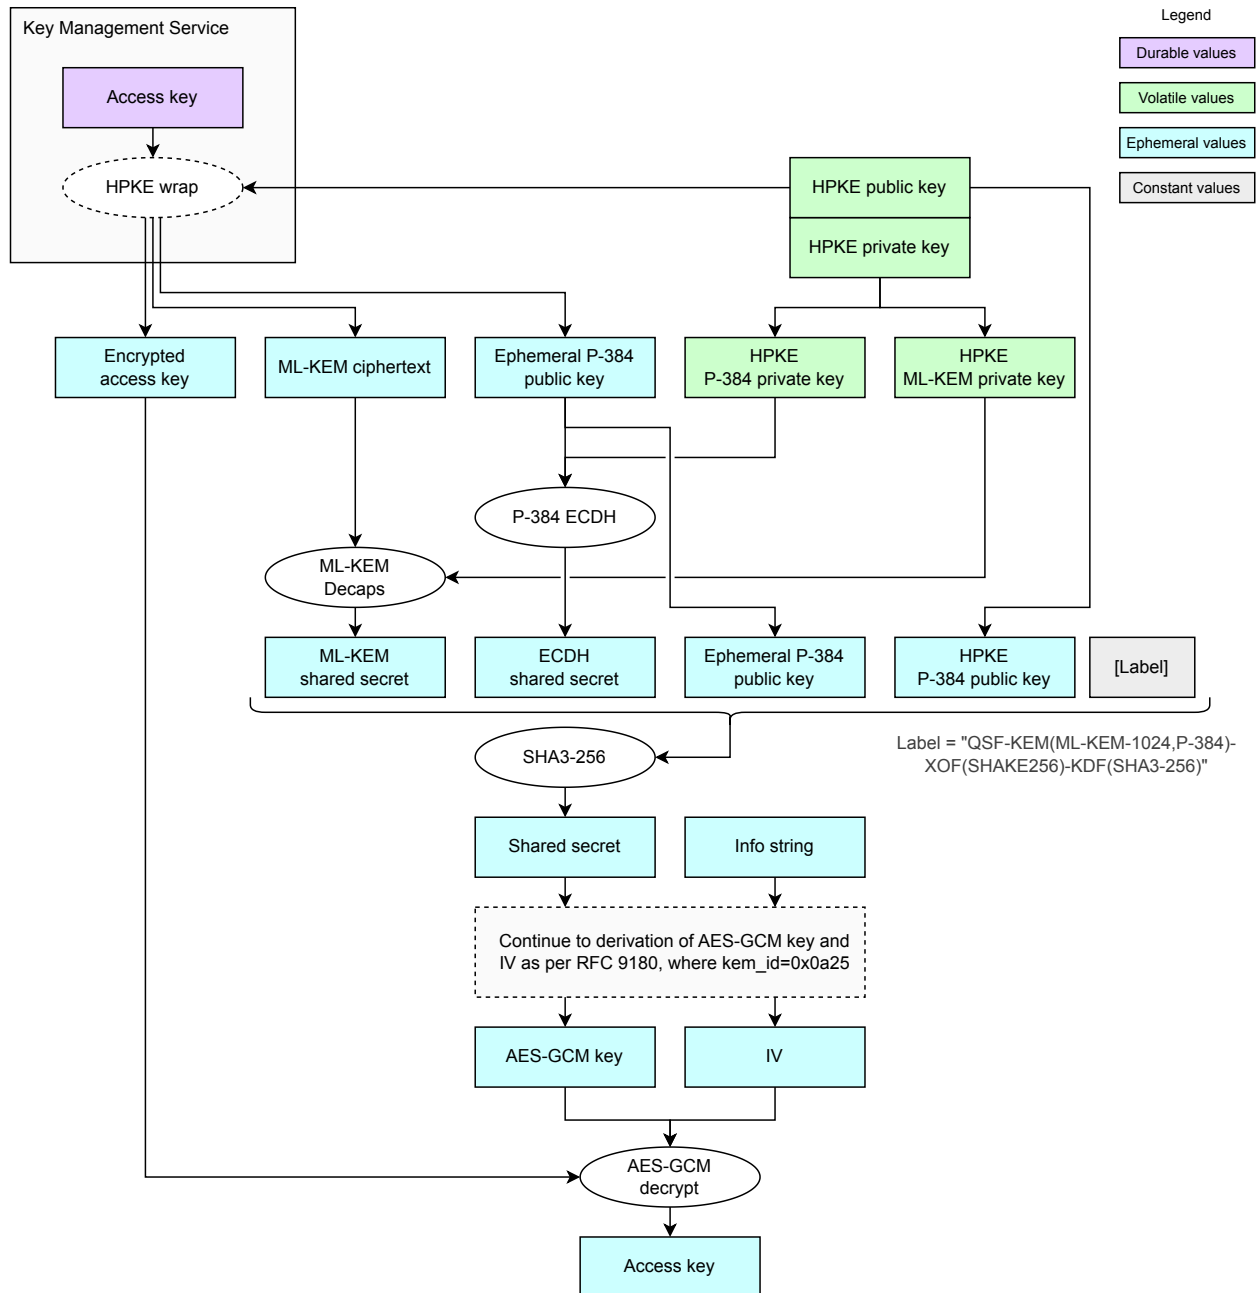 Key Management Service
Legend
Access key
Durable values
Volatile values
Ephemeral values
Constant values
HPKE wrap
HPKE public key
HPKE private key
Encrypted
access key
ML-KEM ciphertext
Ephemeral P-384
public key
HPKE
P-384 private key
HPKE
ML-KEM private key
P-384 ECDH
ML-KEM
Decaps
ML-KEM
shared secret
ECDH
shared secret
Ephemeral P-384
public key
HPKE
P-384 public key
[Label]
SHA3-256
Label = "QSF-KEM(ML-KEM-1024,P-384)-
XOF(SHAKE256)-KDF(SHA3-256)"
Shared secret
Info string
Continue to derivation of AES-GCM key and
IV as per RFC 9180, where kem_id=0x0a25
AES-GCM key
IV
AES-GCM
decrypt
Access key